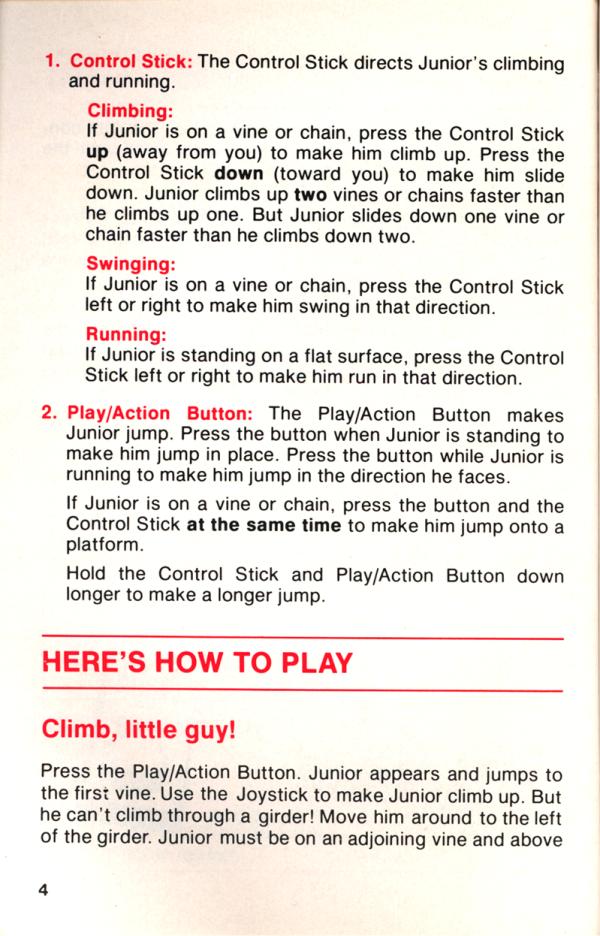 1. Control Stick: The Control Stick directs Junior's climbing
and running.
Climbing:
If Junior is on a vine or chain, press the Control Stick
up (away from you) to make him climb up. Press the
Control Stick down (toward you) to make him slide
down. Junior climbs up two vines or chains faster than
he climbs up one. But Junior slides down one vine or
chain faster than he climbs down two.
Swinging:
If Junior is on a vine or chain, press the Control Stick
left or right to make him swing in that direction.
Running:
If Junior is standing on a flat surface, press the Control
Stick left or right to make him run in that direction.
2. Play/Action Button: The Play/Action Button makes
Junior jump. Press the button when Junior is standing to
make him jump in place. Press the button while Junior is
running to make him jump in the direction he faces.
If Junior is on a vine or chain, press the button and the
Control Stick at the same time to make him jump onto a
platform.
Hold the Control Stick and Play/Action Button down
longer to make a longer jump.
HERE'S HOW TO PLAY
Climb, little guy!
Press the Play/Action Button. Junior appears and jumps to
the first vine. Use the Joystick to make Junior climb up. But
he can't climb through a girder! Move him around to the left
of the girder. Junior must be on an adjoining vine and above
4